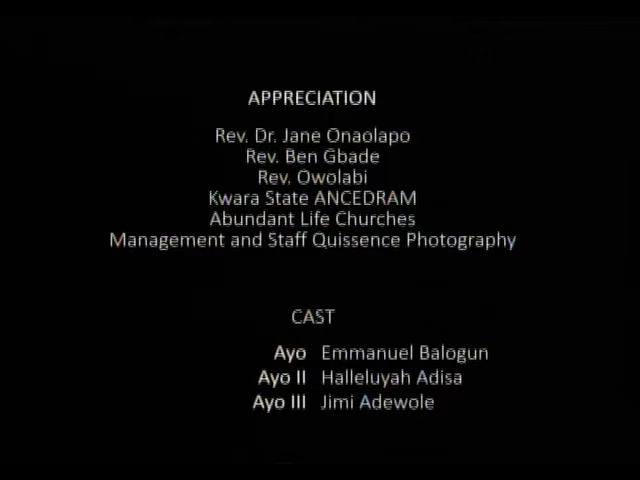 APPRECIATION
Rev. Dr. Jane Onaolapo
Rev. Ben Gbade
Rev. Owolabi
Kwara State ANCEDRAM
Abundant Life Churches
Management and Staff Quissence Photography
CAST
Ayo Emmanuel Balogun
Ayo II Halleluyah Adisa
Ayo III Jimi Adewole